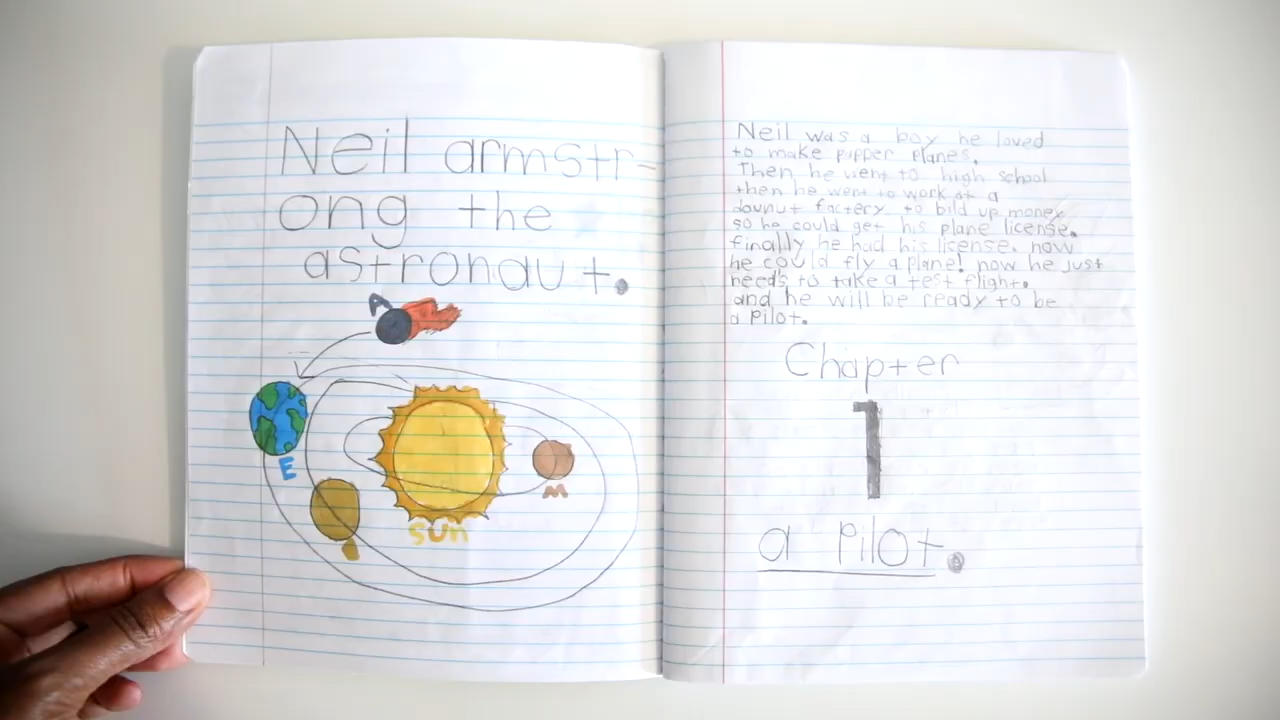 Neil armstr-
ong the
astronaut.
A
E
SUN
M
Neil was a boy he loved
to make pupper planes.
Then he went to high school
then he went to work at a
dounut factery to bild up money
so he could get his plane license.
finally he had his license. now
he could fly a plane! now he just
needs to take a test flight.
and he will be ready to be
a pilot.
Chapter
1
a pilot.